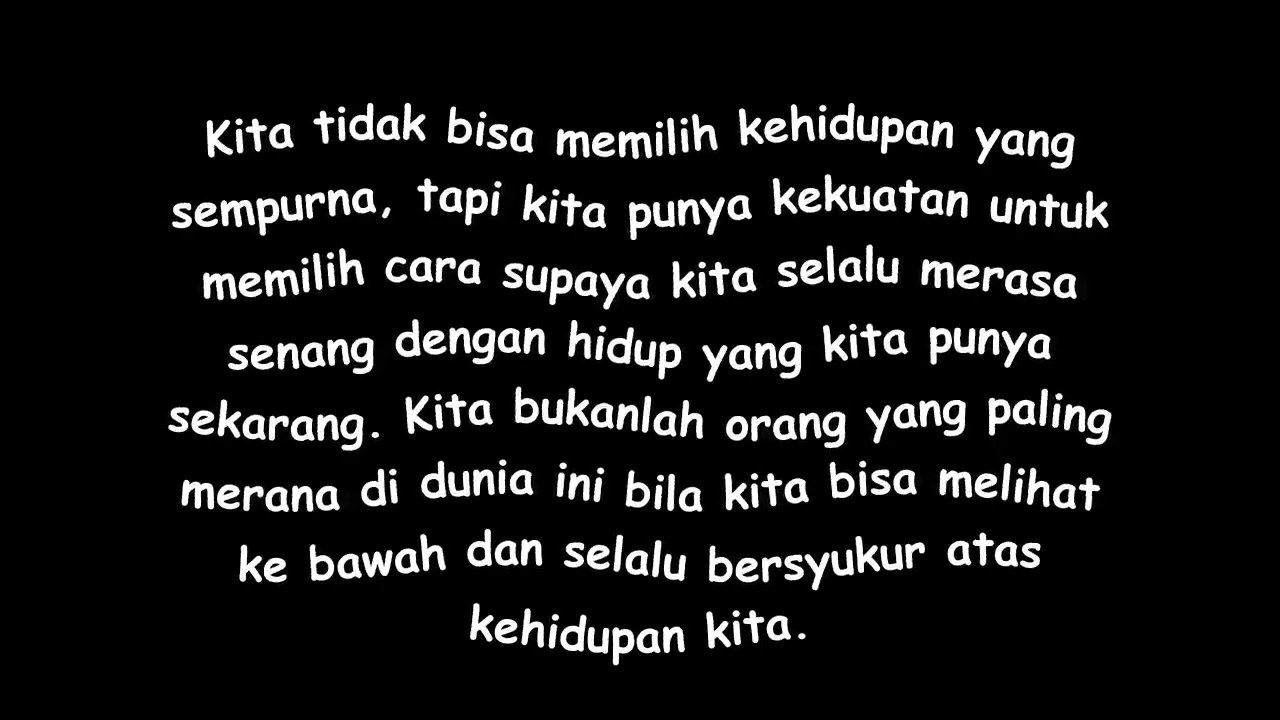 Kita tidak bisa memilih kehidupan yang
sempurna, tapi kita punya kekuatan untuk
memilih cara supaya kita selalu merasa
senang dengan hidup yang kita punya
sekarang. Kita bukanlah orang yang paling
merana di dunia ini bila kita bisa melihat
ke bawah dan selalu bersyukur atas
kehidupan kita.